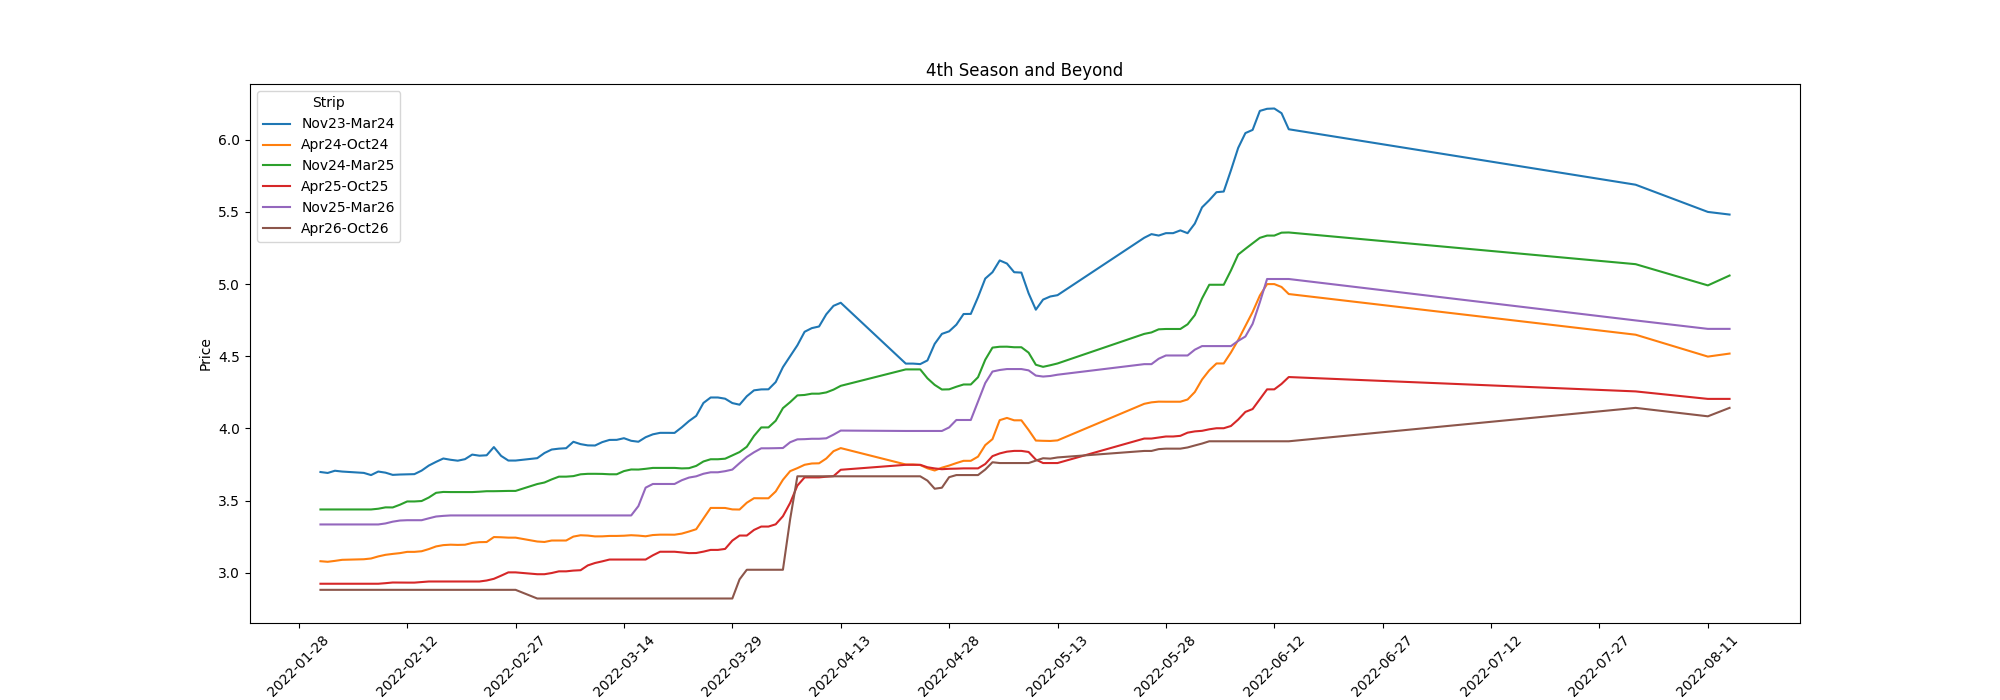 4th Season and Beyond
Strip
Nov23-Mar24
Apr24-Oct24
Nov24-Mar25
Apr25-Oct25
Nov25-Mar26
Apr26-Oct26
Price
6.0
5.5
5.0
4.5
4.0
3.5
3.0
2022-01-28
2022-02-12
2022-02-27
2022-03-14
2022-03-29
2022-04-13
2022-04-28
2022-05-13
2022-05-28
2022-06-12
2022-06-27
2022-07-12
2022-07-27
2022-08-11